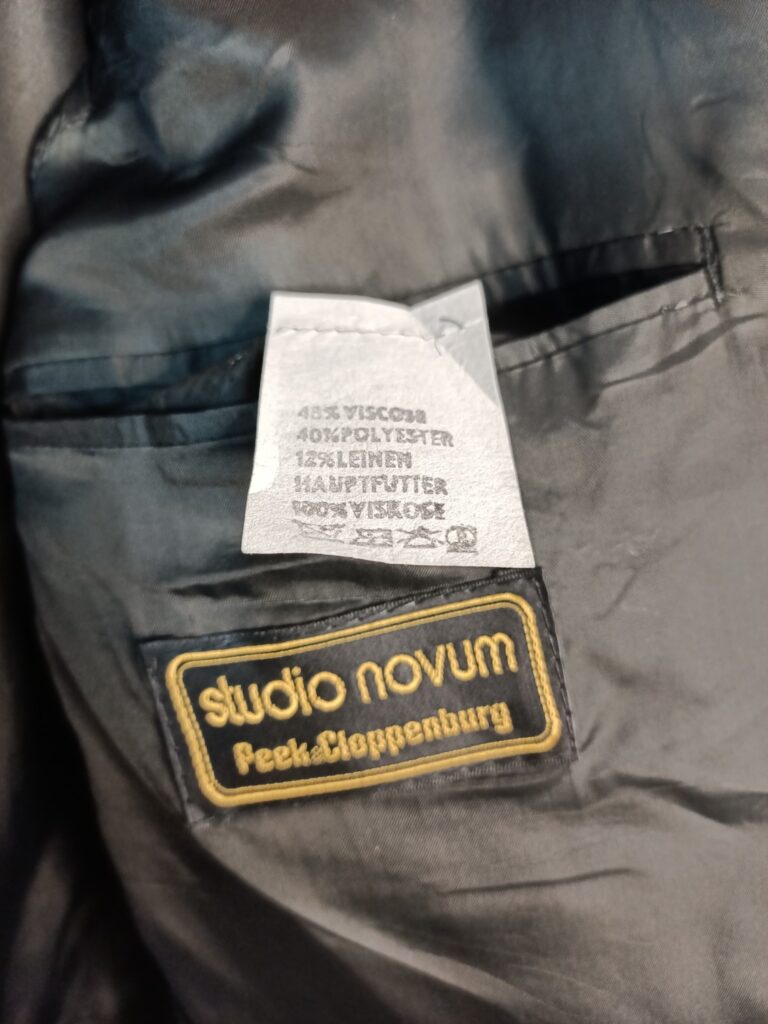 48% VISCOSE
40% POLYESTER
12% LEINEN
HAUPTFUTTER
100% VISKOSE
studio novum
Peek&Cloppenburg